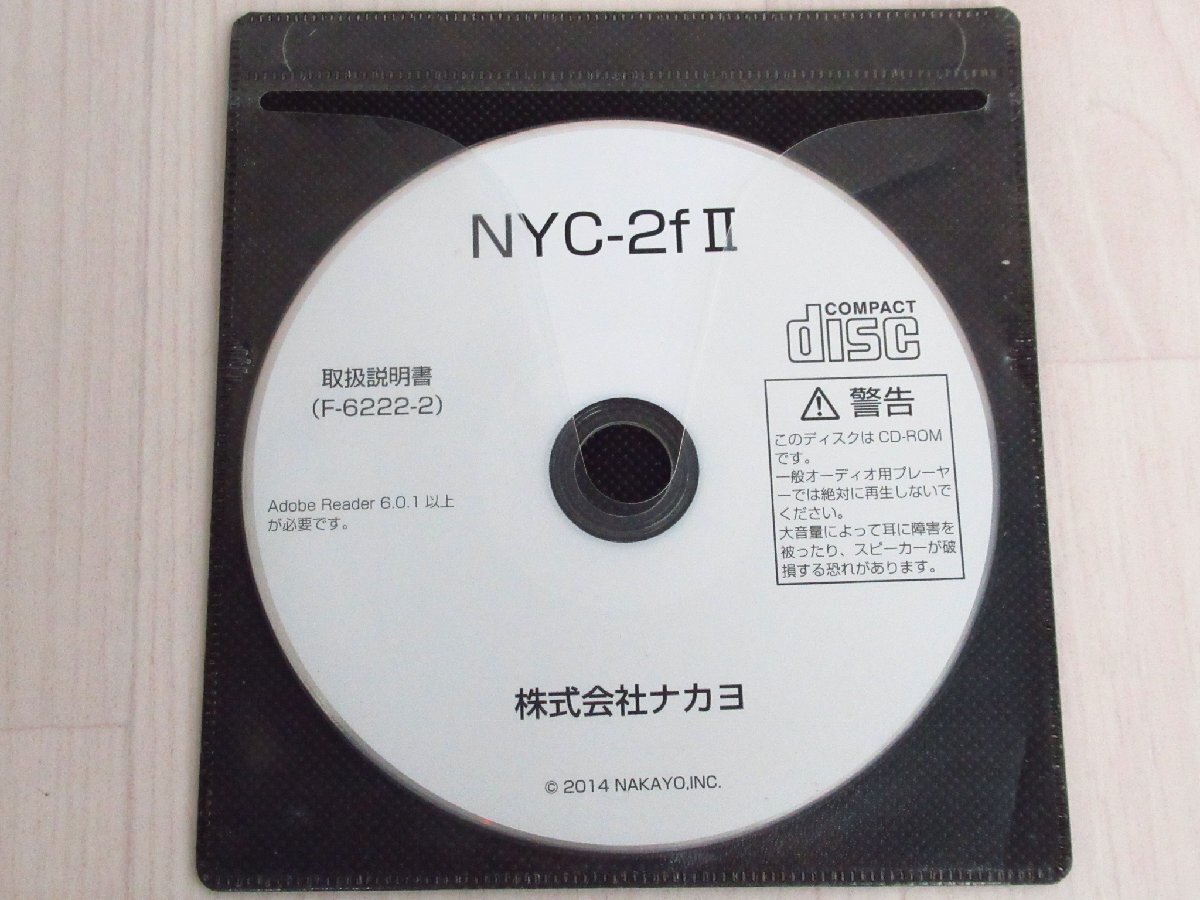 NYC-2fⅡ
COMPACT
disc
取扱説明書
(F-6222-2)
⚠ 警告
このディスクは CD-ROM
です。
一般オーディオ用プレーヤ
ーでは絶対に再生しないで
ください。
大音量によって耳に障害を
被ったり、スピーカーが破
損する恐れがあります。
Adobe Reader 6.0.1 以上
が必要です。
株式会社ナカヨ
© 2014 NAKAYO,INC.